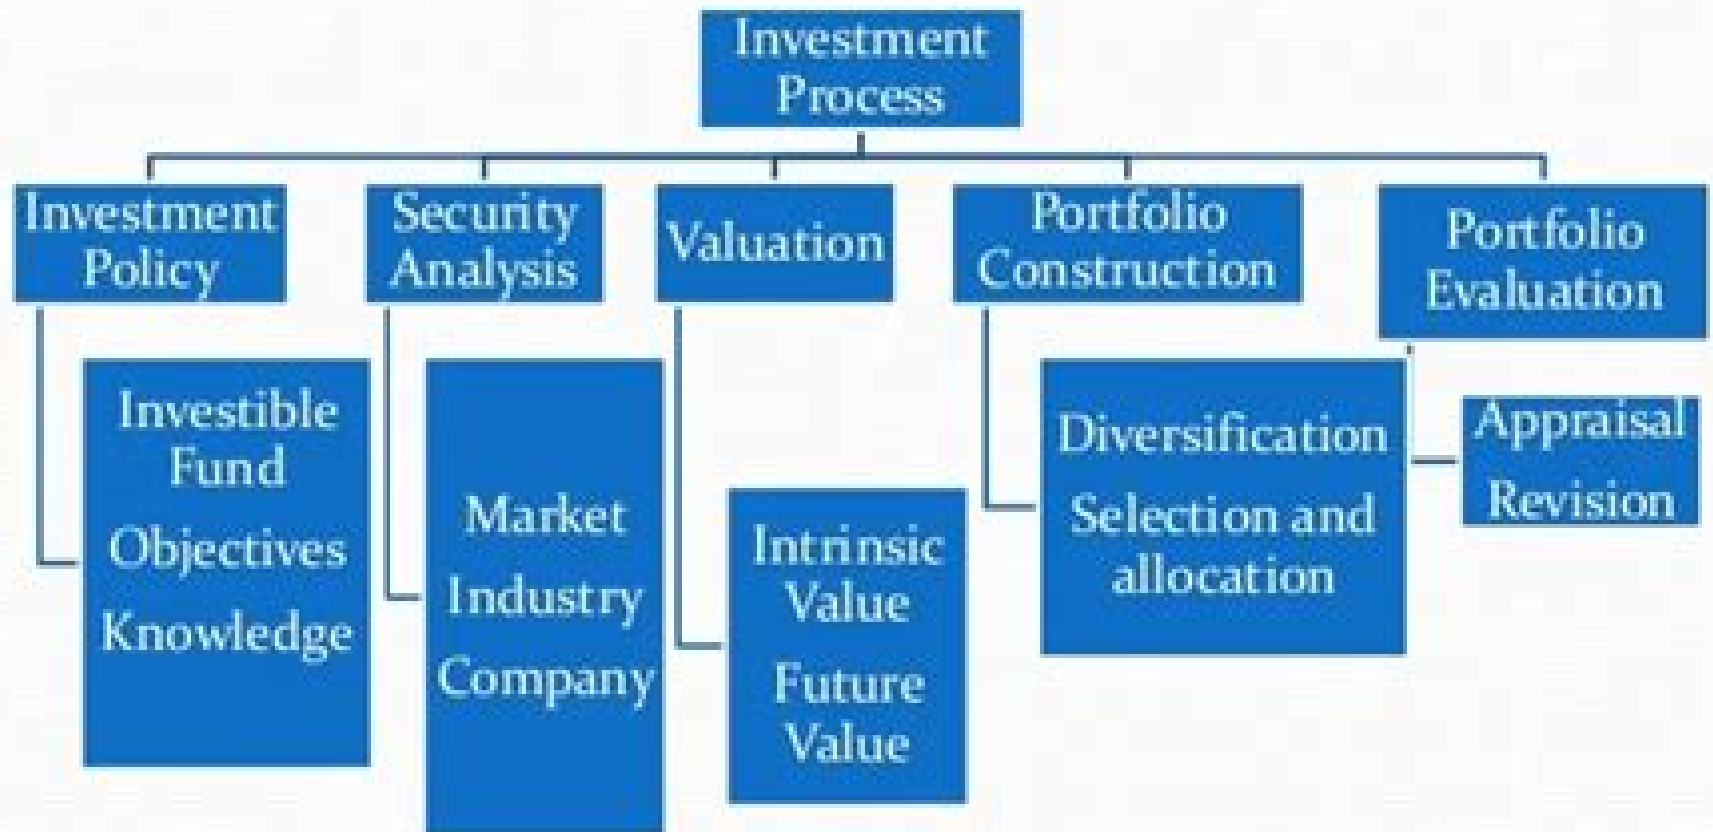 Investment
Process
Investment
Policy
Security
Analysis
Valuation
Portfolio
Construction
Portfolio
Evaluation
Investible
Fund
Objectives
Knowledge
Market
Industry
Company
Intrinsic
Value
Future
Value
Diversification
Selection and
allocation
Appraisal
Revision